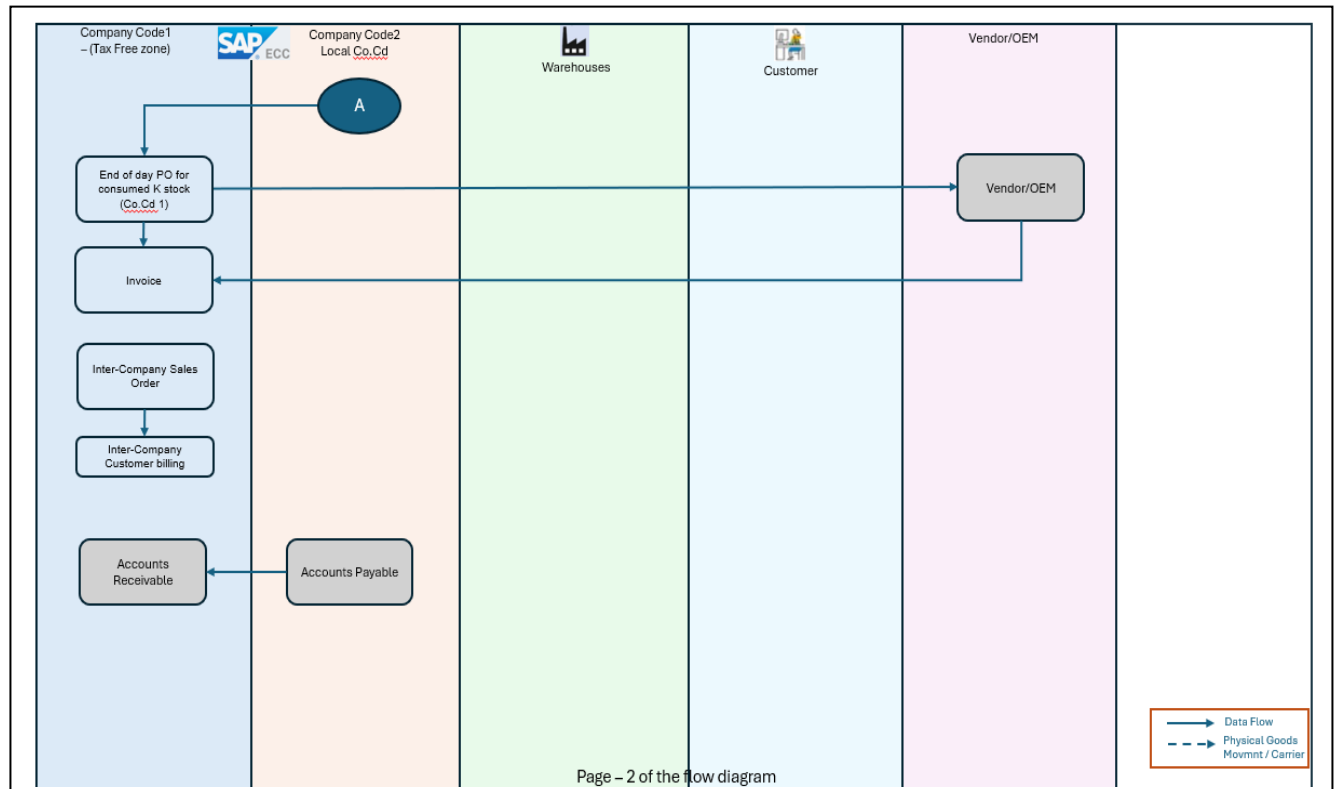 Company Code1
– (Tax Free zone)
SAP ECC
Company Code2
Local Co.Cd
Warehouses
Customer
Vendor/OEM
A
End of day PO for
consumed K stock
(Co.Cd 1)
Vendor/OEM
Invoice
Inter-Company Sales
Order
Inter-Company
Customer billing
Accounts
Receivable
Accounts Payable
Data Flow
Physical Goods
Movmnt / Carrier
Page – 2 of the flow diagram